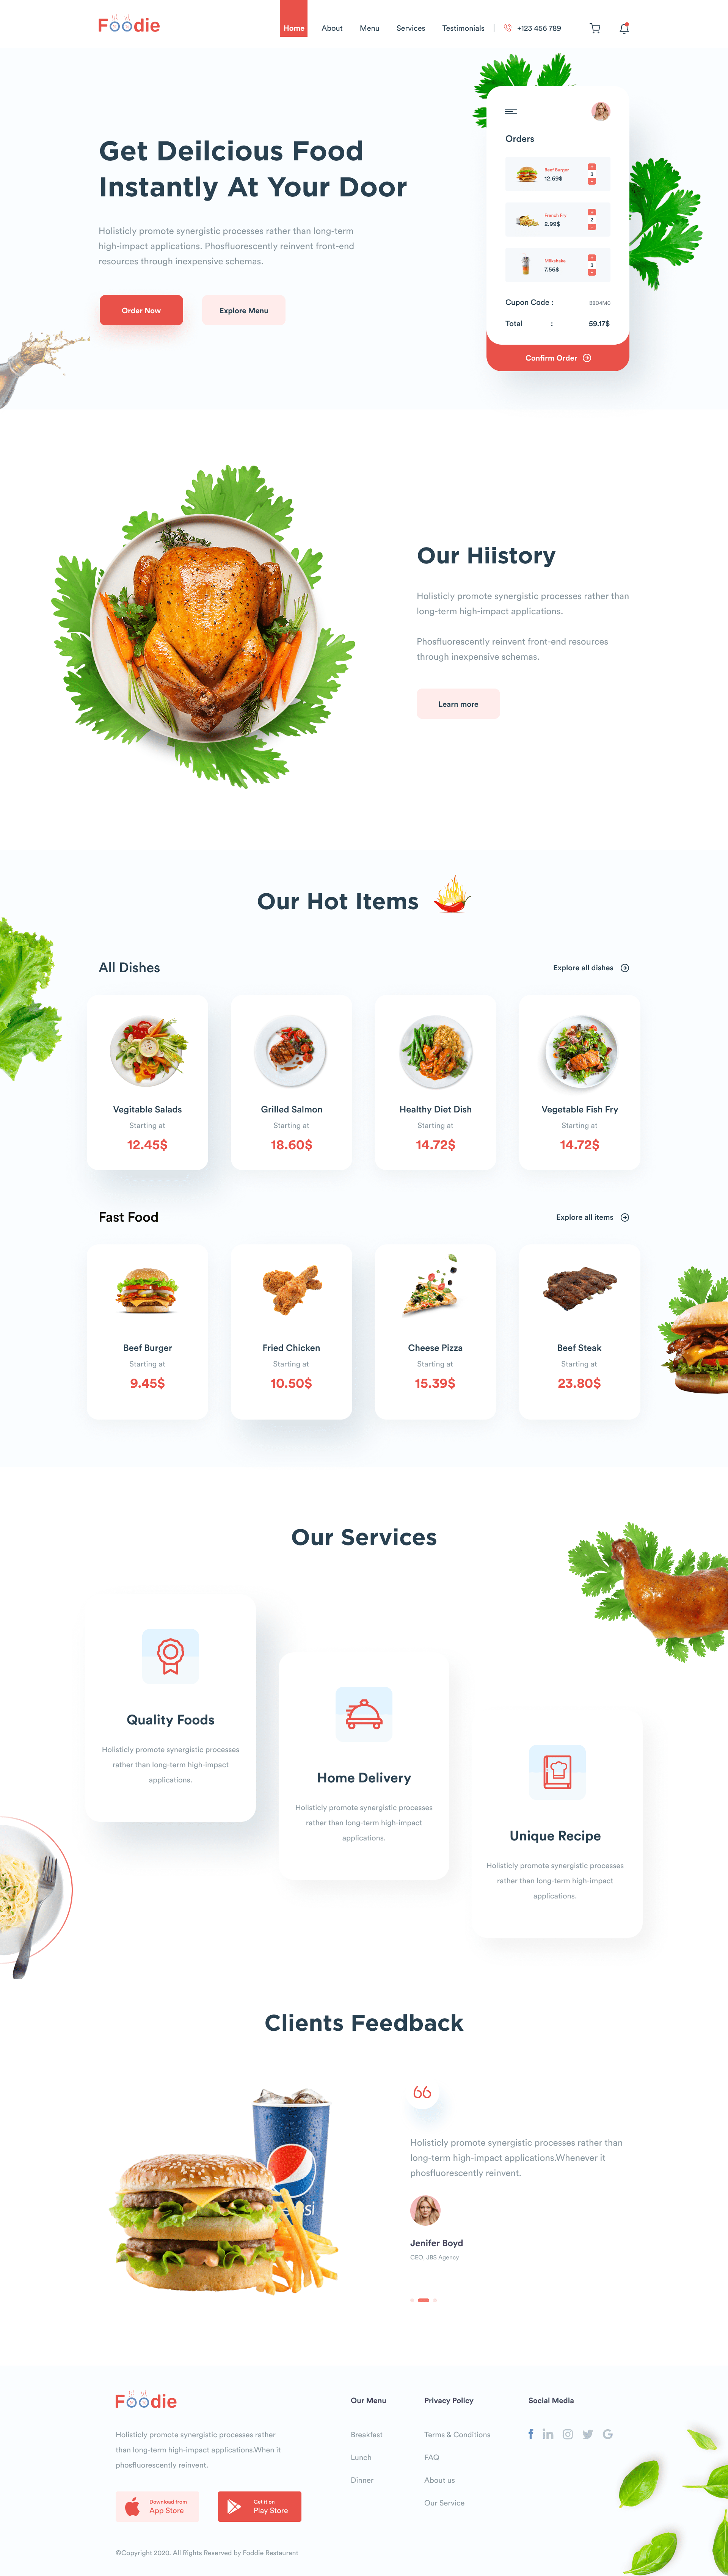 Foodie
Home About Menu Services Testimonials | +123 456 789
Get Deilcious Food
Instantly At Your Door
Holisticly promote synergistic processes rather than long-term
high-impact applications. Phosfluorescently reinvent front-end
resources through inexpensive schemas.
Order Now
Explore Menu
Orders
Beef Burger
12.69$
+
3
-
French Fry
2.99$
+
2
-
Milkshake
7.56$
+
3
-
Cupon Code :
Total : 59.17$
Confirm Order
Our Hiistory
Holisticly promote synergistic processes rather than
long-term high-impact applications.
Phosfluorescently reinvent front-end resources
through inexpensive schemas.
Learn more
Our Hot Items
All Dishes
Explore all dishes
Vegitable Salads
Starting at
12.45$
Grilled Salmon
Starting at
18.60$
Healthy Diet Dish
Starting at
14.72$
Vegetable Fish Fry
Starting at
14.72$
Fast Food
Explore all items
Beef Burger
Starting at
9.45$
Fried Chicken
Starting at
10.50$
Cheese Pizza
Starting at
15.39$
Beef Steak
Starting at
23.80$
Our Services
Quality Foods
Holisticly promote synergistic processes
rather than long-term high-impact
applications.
Home Delivery
Holisticly promote synergistic processes
rather than long-term high-impact
applications.
Unique Recipe
Holisticly promote synergistic processes
rather than long-term high-impact
applications.
Clients Feedback
Holisticly promote synergistic processes rather than
long-term high-impact applications.Whenever it
phosfluorescently reinvent.
Jenifer Boyd
CEO, JBS Agency
Foodie
Holisticly promote synergistic processes rather
than long-term high-impact applications.When it
phosfluorescently reinvent.
Download from
App Store
Get it on
Play Store
©Copyright 2020. All Rights Reserved by Foddie Restaurant
Our Menu
Breakfast
Lunch
Dinner
Privacy Policy
Terms & Conditions
FAQ
About us
Our Service
Social Media